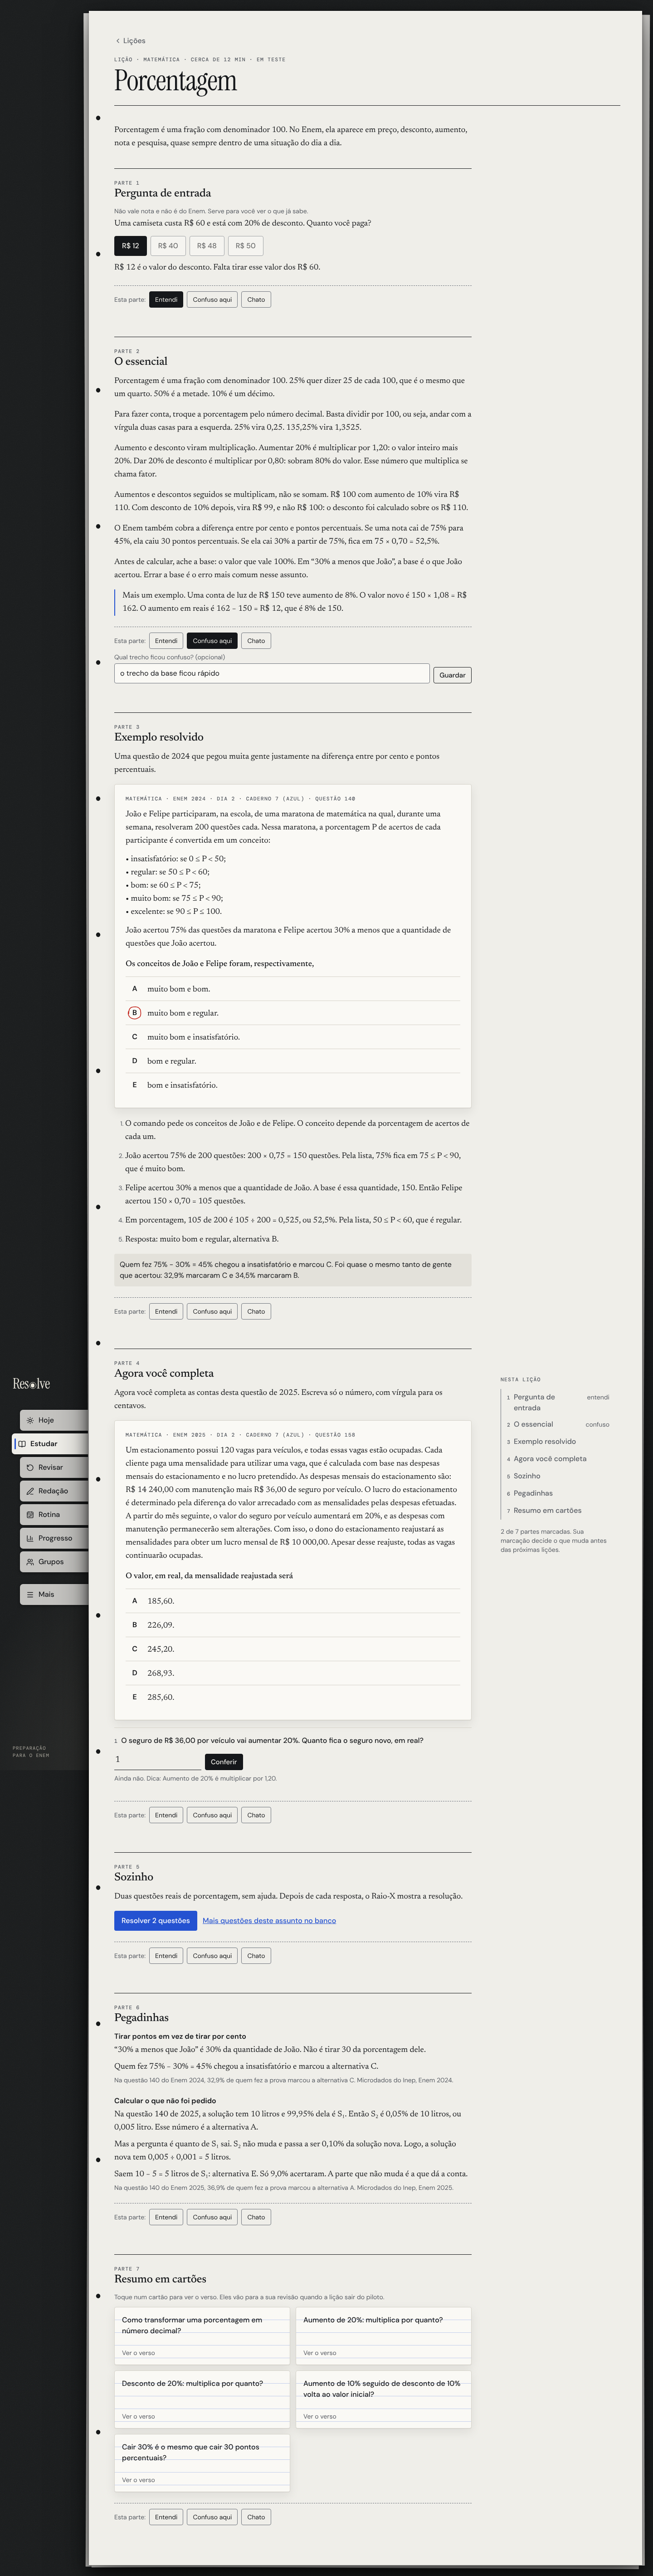 Lições
LIÇÃO · MATEMÁTICA · CERCA DE 12 MIN · EM TESTE
Porcentagem
Porcentagem é uma fração com denominador 100. No Enem, ela aparece em preço, desconto, aumento,
nota e pesquisa, quase sempre dentro de uma situação do dia a dia.
PARTE 1
Pergunta de entrada
Não vale nota e não é do Enem. Serve para você ver o que já sabe.
Uma camiseta custa R$ 60 e está com 20% de desconto. Quanto você paga?
R$ 12
R$ 40
R$ 48
R$ 50
R$ 12 é o valor do desconto. Falta tirar esse valor dos R$ 60.
Esta parte: Entendi Confuso aqui Chato
PARTE 2
O essencial
Porcentagem é uma fração com denominador 100. 25% quer dizer 25 de cada 100, que é o mesmo que
um quarto. 50% é a metade. 10% é um décimo.
Para fazer conta, troque a porcentagem pelo número decimal. Basta dividir por 100, ou seja, andar com a
vírgula duas casas para a esquerda. 25% vira 0,25. 135,25% vira 1,3525.
Aumento e desconto viram multiplicação. Aumentar 20% é multiplicar por 1,20: o valor inteiro mais
20%. Dar 20% de desconto é multiplicar por 0,80: sobram 80% do valor. Esse número que multiplica se
chama fator.
Aumentos e descontos seguidos se multiplicam, não se somam. R$ 100 com aumento de 10% vira R$
110. Com desconto de 10% depois, vira R$ 99, e não R$ 100: o desconto foi calculado sobre os R$ 110.
O Enem também cobra a diferença entre por cento e pontos percentuais. Se uma nota cai de 75% para
45%, ela caiu 30 pontos percentuais. Se ela cai 30% a partir de 75%, fica em 75 × 0,70 = 52,5%.
Antes de calcular, ache a base: o valor que vale 100%. Em “30% a menos que João”, a base é o que João
acertou. Errar a base é o erro mais comum nesse assunto.
Mais um exemplo. Uma conta de luz de R$ 150 teve aumento de 8%. O valor novo é 150 × 1,08 = R$
162. O aumento em reais é 162 − 150 = R$ 12, que é 8% de 150.
Esta parte: Entendi Confuso aqui Chato
Qual trecho ficou confuso? (opcional)
o trecho da base ficou rápido
Guardar
PARTE 3
Exemplo resolvido
Uma questão de 2024 que pegou muita gente justamente na diferença entre por cento e pontos
percentuais.
MATEMÁTICA · ENEM 2024 · DIA 2 · CADERNO 7 (AZUL) · QUESTÃO 140
João e Felipe participaram, na escola, de uma maratona de matemática na qual, durante uma
semana, resolveram 200 questões cada. Nessa maratona, a porcentagem P de acertos de cada
participante é convertida em um conceito:
• insatisfatório: se 0 ≤ P < 50;
• regular: se 50 ≤ P < 60;
• bom: se 60 ≤ P < 75;
• muito bom: se 75 ≤ P < 90;
• excelente: se 90 ≤ P ≤ 100.
João acertou 75% das questões da maratona e Felipe acertou 30% a menos que a quantidade de
questões que João acertou.
Os conceitos de João e Felipe foram, respectivamente,
A muito bom e bom.
B muito bom e regular.
C muito bom e insatisfatório.
D bom e regular.
E bom e insatisfatório.
1. O comando pede os conceitos de João e de Felipe. O conceito depende da porcentagem de acertos de
cada um.
2. João acertou 75% de 200 questões: 200 × 0,75 = 150 questões. Pela lista, 75% fica em 75 ≤ P < 90,
que é muito bom.
3. Felipe acertou 30% a menos que a quantidade de João. A base é essa quantidade, 150. Então Felipe
acertou 150 × 0,70 = 105 questões.
4. Em porcentagem, 105 de 200 é 105 ÷ 200 = 0,525, ou 52,5%. Pela lista, 50 ≤ P < 60, que é regular.
5. Resposta: muito bom e regular, alternativa B.
Quem fez 75% − 30% = 45% chegou a insatisfatório e marcou C. Foi quase o mesmo tanto de gente
que acertou: 32,9% marcaram C e 34,5% marcaram B.
Esta parte: Entendi Confuso aqui Chato
Resolve
Hoje
Estudar
Revisar
Redação
Rotina
Progresso
Grupos
Mais
PREPARAÇÃO
PARA O ENEM
PARTE 4
Agora você completa
Agora você completa as contas desta questão de 2025. Escreva só o número, com vírgula para os
centavos.
MATEMÁTICA · ENEM 2025 · DIA 2 · CADERNO 7 (AZUL) · QUESTÃO 158
Um estacionamento possui 120 vagas para veículos, e todas essas vagas estão ocupadas. Cada
cliente paga uma mensalidade para utilizar uma vaga, que é calculada com base nas despesas
mensais do estacionamento e no lucro pretendido. As despesas mensais do estacionamento são:
R$ 14 240,00 com manutenção mais R$ 36,00 de seguro por veículo. O lucro do estacionamento
é determinado pela diferença do valor arrecadado com as mensalidades pelas despesas efetuadas.
A partir do mês seguinte, o valor do seguro por veículo aumentará em 20%, e as despesas com
manutenção permanecerão sem alterações. Com isso, o dono do estacionamento reajustará as
mensalidades para obter um lucro mensal de R$ 10 000,00. Apesar desse reajuste, todas as vagas
continuarão ocupadas.
O valor, em real, da mensalidade reajustada será
A 185,60.
B 226,09.
C 245,20.
D 268,93.
E 285,60.
1 O seguro de R$ 36,00 por veículo vai aumentar 20%. Quanto fica o seguro novo, em real?
1
Conferir
Ainda não. Dica: Aumento de 20% é multiplicar por 1,20.
Esta parte: Entendi Confuso aqui Chato
NESTA LIÇÃO
1 Pergunta de entrada entendi
2 O essencial confuso
3 Exemplo resolvido
4 Agora você completa
5 Sozinho
6 Pegadinhas
7 Resumo em cartões
2 de 7 partes marcadas. Sua
marcação decide o que muda antes
das próximas lições.
PARTE 5
Sozinho
Duas questões reais de porcentagem, sem ajuda. Depois de cada resposta, o Raio-X mostra a resolução.
Resolver 2 questões
Mais questões deste assunto no banco
Esta parte: Entendi Confuso aqui Chato
PARTE 6
Pegadinhas
Tirar pontos em vez de tirar por cento
“30% a menos que João” é 30% da quantidade de João. Não é tirar 30 da porcentagem dele.
Quem fez 75% − 30% = 45% chegou a insatisfatório e marcou a alternativa C.
Na questão 140 do Enem 2024, 32,9% de quem fez a prova marcou a alternativa C. Microdados do Inep, Enem 2024.
Calcular o que não foi pedido
Na questão 140 de 2025, a solução tem 10 litros e 99,95% dela é S₁. Então S₂ é 0,05% de 10 litros, ou
0,005 litro. Esse número é a alternativa A.
Mas a pergunta é quanto de S₁ sai. S₂ não muda e passa a ser 0,10% da solução nova. Logo, a solução
nova tem 0,005 ÷ 0,001 = 5 litros.
Saem 10 − 5 = 5 litros de S₁: alternativa E. Só 9,0% acertaram. A parte que não muda é a que dá a conta.
Na questão 140 do Enem 2025, 36,9% de quem fez a prova marcou a alternativa A. Microdados do Inep, Enem 2025.
Esta parte: Entendi Confuso aqui Chato
PARTE 7
Resumo em cartões
Toque num cartão para ver o verso. Eles vão para a sua revisão quando a lição sair do piloto.
Como transformar uma porcentagem em
número decimal?
Ver o verso
Aumento de 20%: multiplica por quanto?
Ver o verso
Desconto de 20%: multiplica por quanto?
Ver o verso
Aumento de 10% seguido de desconto de 10%
volta ao valor inicial?
Ver o verso
Cair 30% é o mesmo que cair 30 pontos
percentuais?
Ver o verso
Esta parte: Entendi Confuso aqui Chato